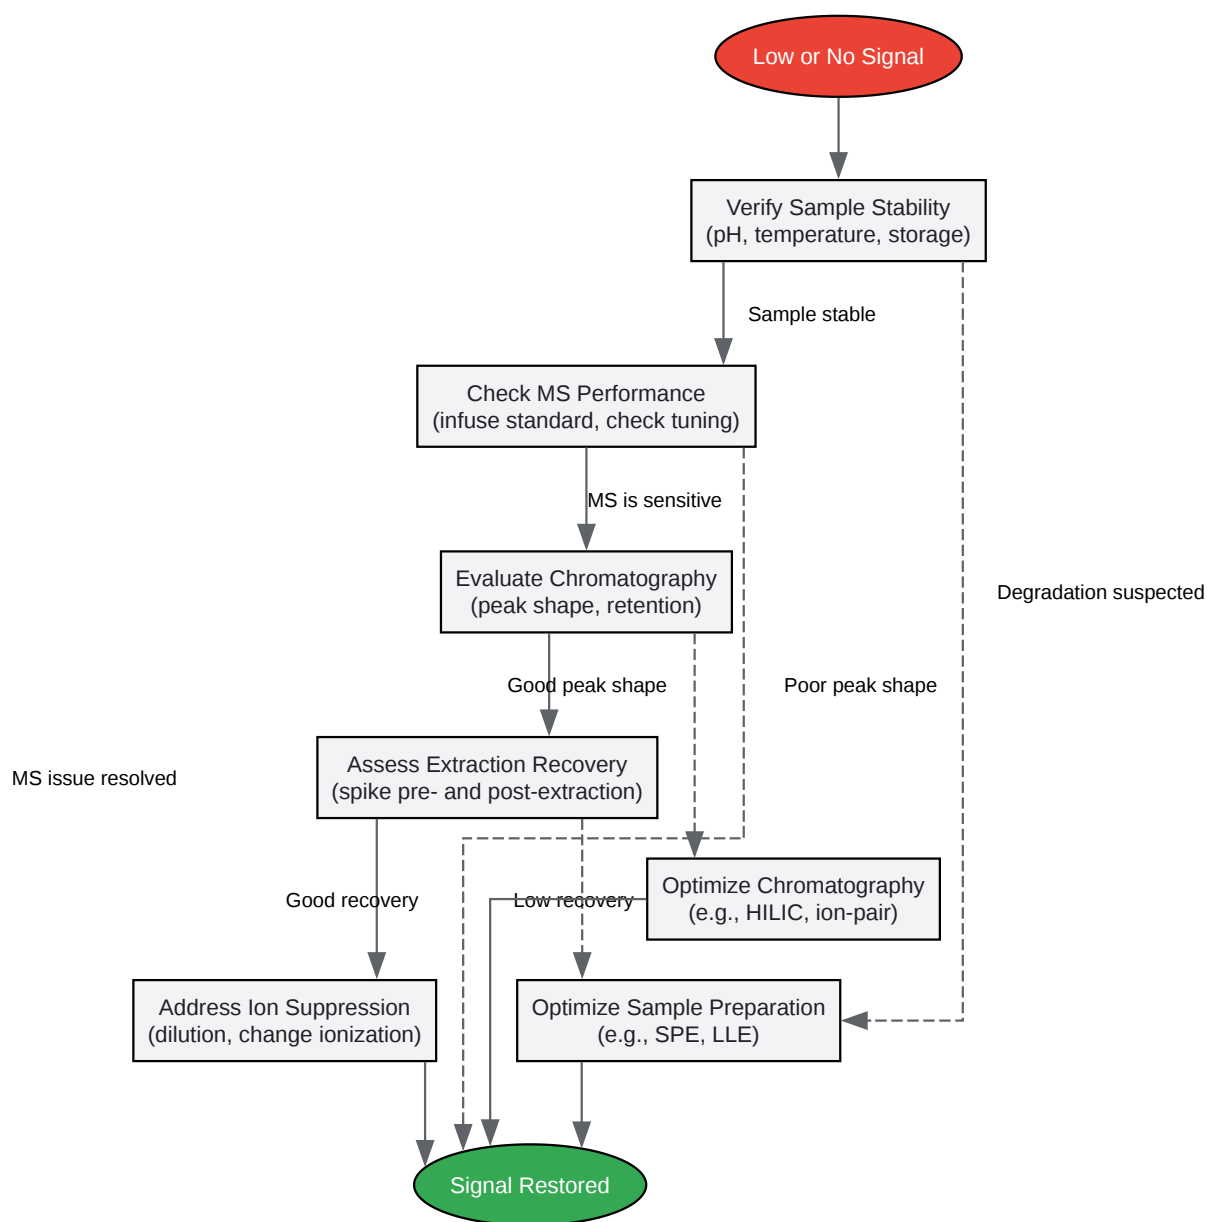 Low or No Signal
Verify Sample Stability
(pH, temperature, storage)
Sample stable
Check MS Performance
(infuse standard, check tuning)
MS is sensitive
Evaluate Chromatography
(peak shape, retention)
Degradation suspected
Good peak shape
Poor peak shape
Assess Extraction Recovery
(spike pre- and post-extraction)
MS issue resolved
Good recovery
Low recovery
Optimize Chromatography
(e.g., HILIC, ion-pair)
Address Ion Suppression
(dilution, change ionization)
Optimize Sample Preparation
(e.g., SPE, LLE)
Signal Restored